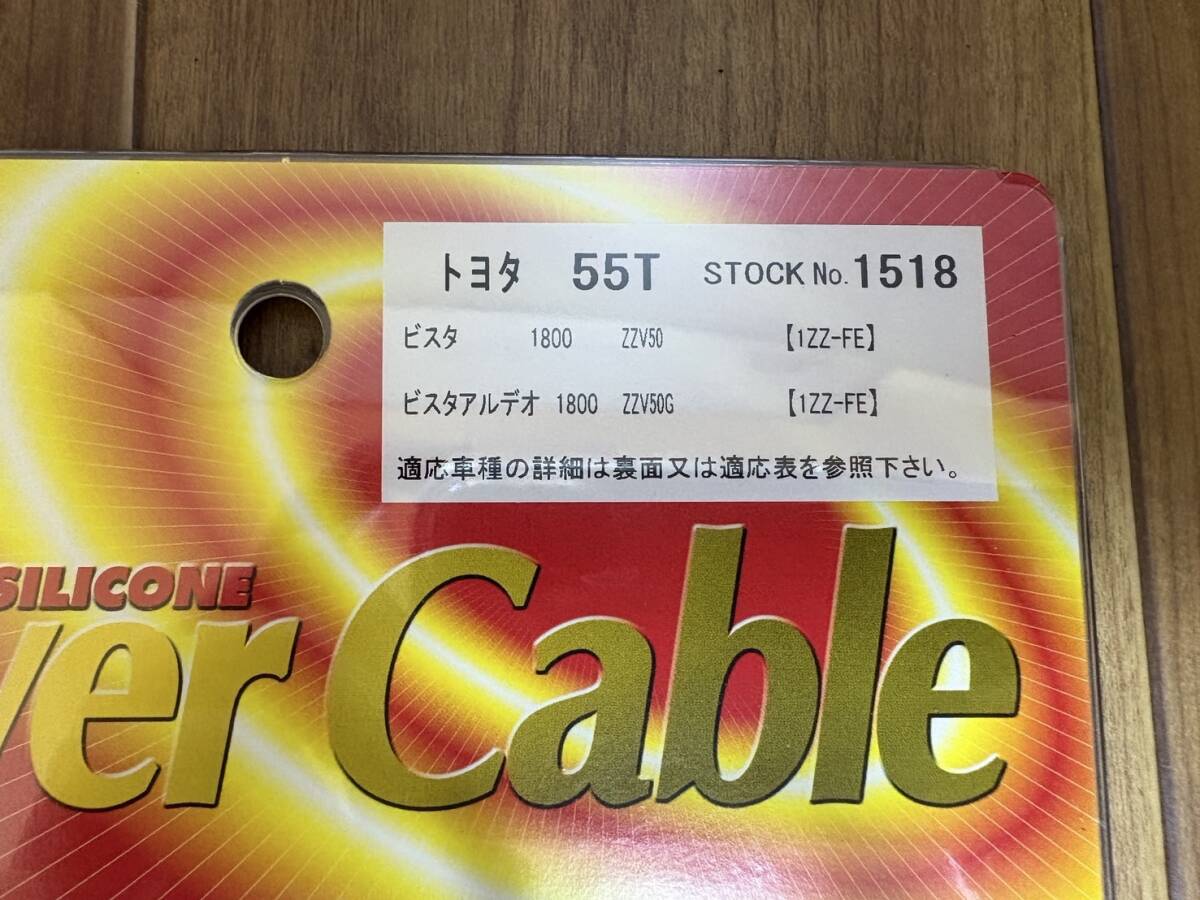 トヨタ 55T STOCK No. 1518
ビスタ 1800 ZZV50 【1ZZ-FE】
ビスタアルデオ 1800 ZZV50G 【1ZZ-FE】
適応車種の詳細は裏面又は適応表を参照下さい。
SILICONE
wer Cable